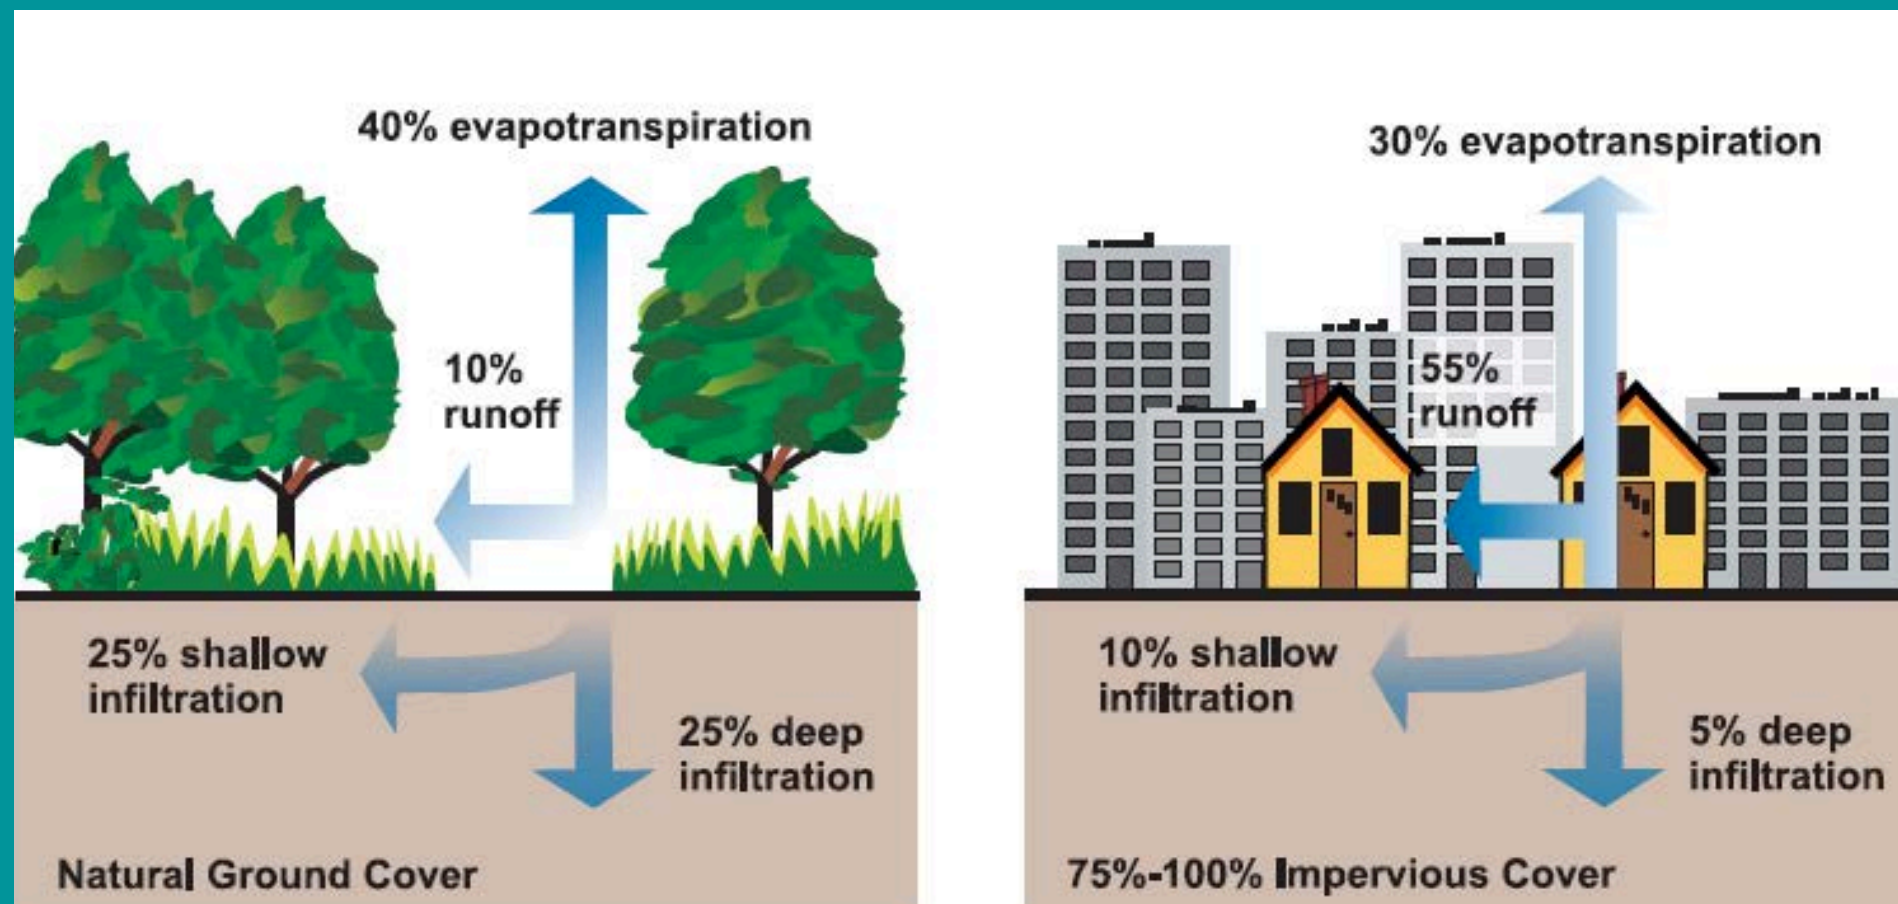 40% evapotranspiration
10%
runoff
25% shallow
infiltration
25% deep
infiltration
Natural Ground Cover
30% evapotranspiration
55%
runoff
10% shallow
infiltration
5% deep
infiltration
75%-100% Impervious Cover